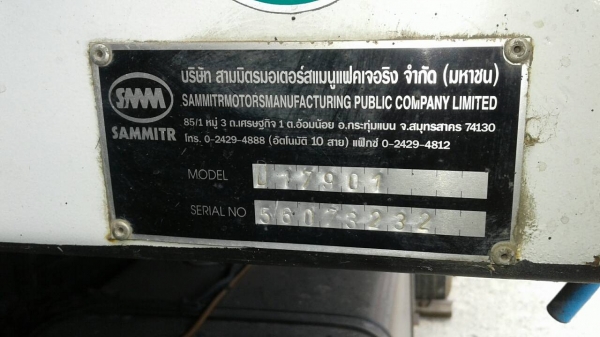 SMM
SAMMITR
บริษัท สามมิตรมอเตอร์สแมนูแฟคเจอริง จำกัด (มหาชน)
SAMMITRMOTORSMANUFACTURING PUBLIC COMPANY LIMITED
85/1 หมู่ 3 ถ.เศรษฐกิจ 1 ต.อ้อมน้อย อ.กระทุ่มแบน จ.สมุทรสาคร 74130
โทร. 0-2429-4888 (อัตโนมัติ 10 สาย) แฟ็กซ์ 0-2429-4812
MODEL U17901
SERIAL NO 56073232